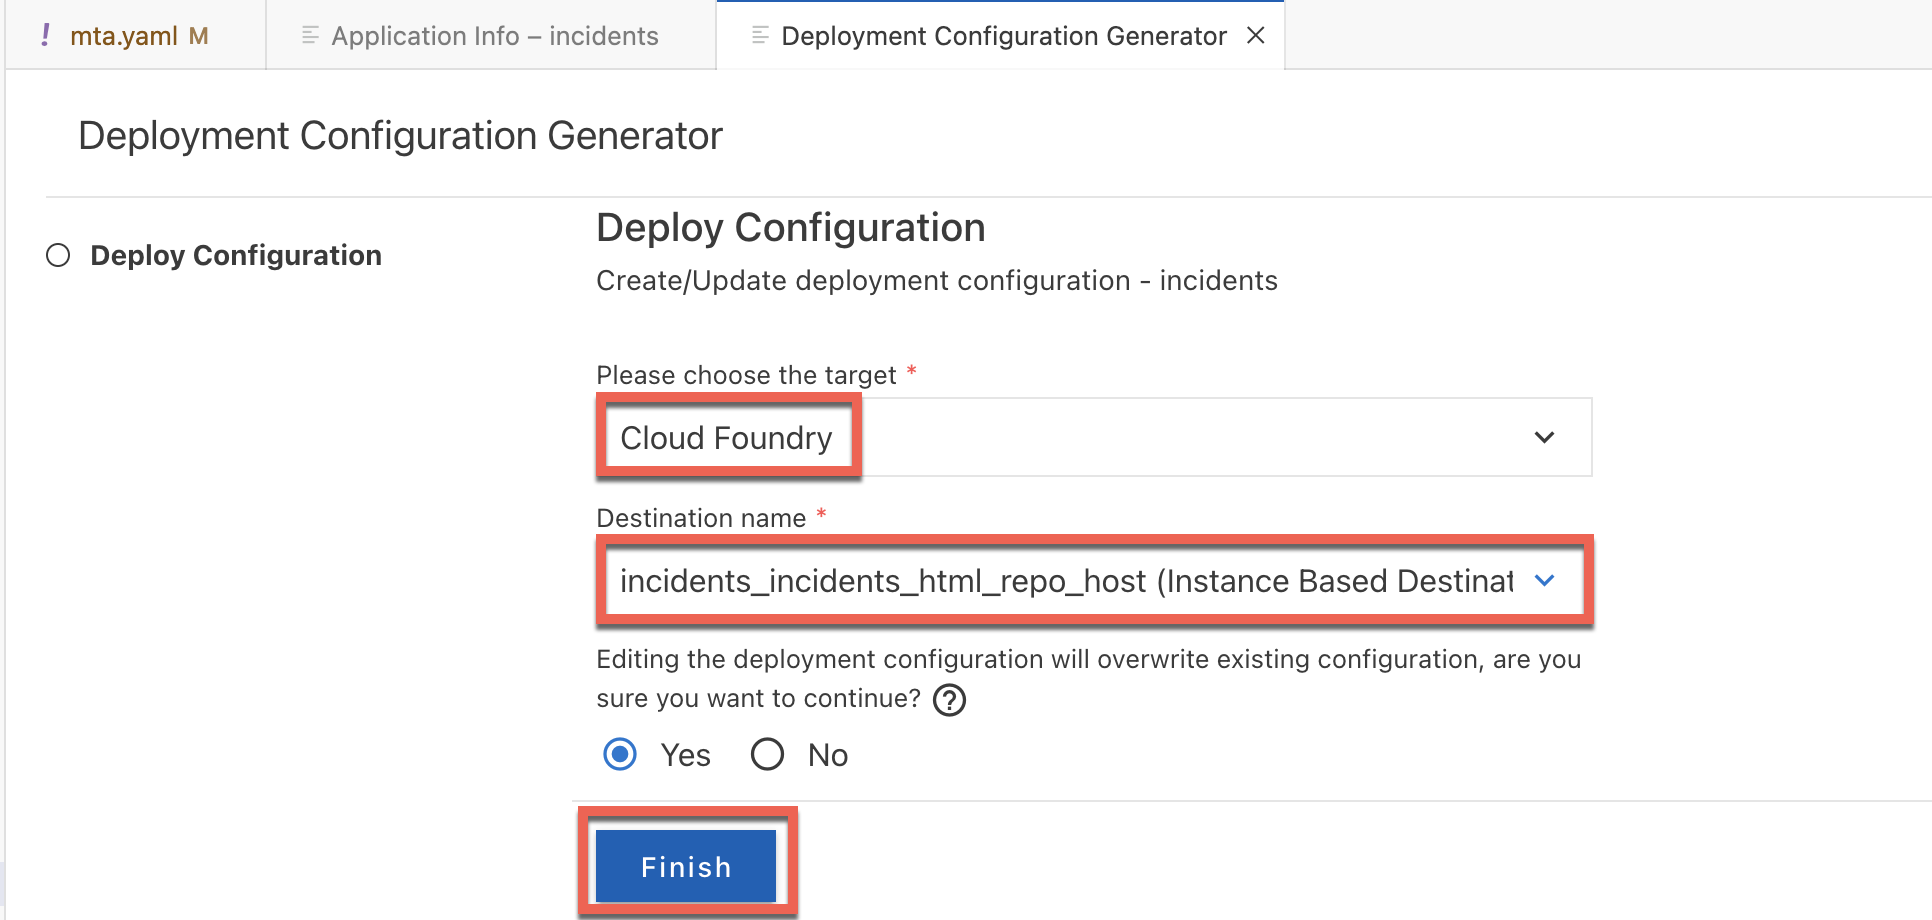 ! mta.yaml M
Application Info – incidents
Deployment Configuration Generator
Deployment Configuration Generator
Deploy Configuration
Deploy Configuration
Create/Update deployment configuration - incidents
Please choose the target *
Cloud Foundry
Destination name *
incidents_incidents_html_repo_host (Instance Based Destinat
Editing the deployment configuration will overwrite existing configuration, are you
sure you want to continue? ?
Yes No
Finish